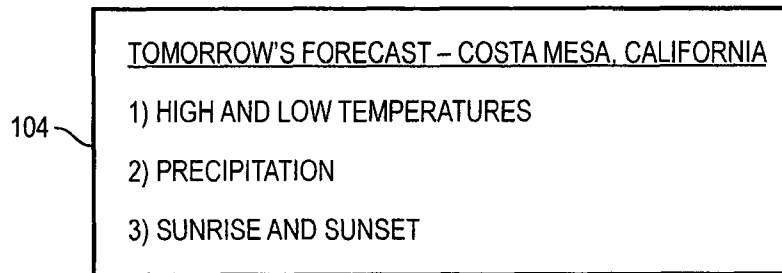 TOMORROW'S FORECAST – COSTA MESA, CALIFORNIA
1) HIGH AND LOW TEMPERATURES
104
2) PRECIPITATION
3) SUNRISE AND SUNSET